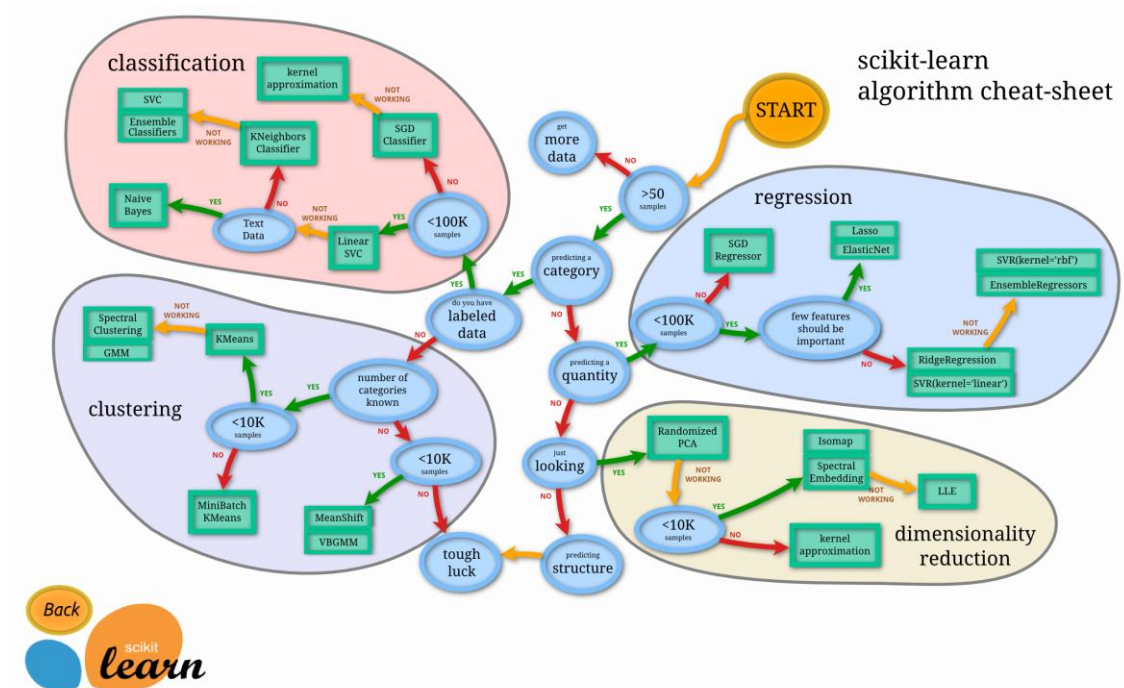 scikit-learn
algorithm cheat-sheet
START
get
more
data
NO
>50
samples
YES
predicting a
category
YES
NO
do you have
labeled
data
YES
NO
predicting a
quantity
YES
NO
just
looking
YES
NO
predicting
structure
tough
luck
classification
kernel
approximation
NOT
WORKING
SGD
Classifier
NO
<100K
samples
YES
Linear
SVC
NOT
WORKING
Text
Data
YES
NO
Naive
Bayes
KNeighbors
Classifier
NOT
WORKING
SVC
Ensemble
Classifiers
regression
SGD
Regressor
NO
<100K
samples
YES
few features
should be
important
YES
NO
Lasso
ElasticNet
RidgeRegression
SVR(kernel='linear')
NOT
WORKING
SVR(kernel='rbf')
EnsembleRegressors
clustering
number of
categories
known
YES
NO
<10K
samples
YES
NO
KMeans
NOT
WORKING
Spectral
Clustering
GMM
MiniBatch
KMeans
<10K
samples
YES
NO
MeanShift
VBGMM
dimensionality
reduction
Randomized
PCA
NOT
WORKING
<10K
samples
YES
NO
Isomap
Spectral
Embedding
NOT
WORKING
LLE
kernel
approximation
Back
scikit
learn